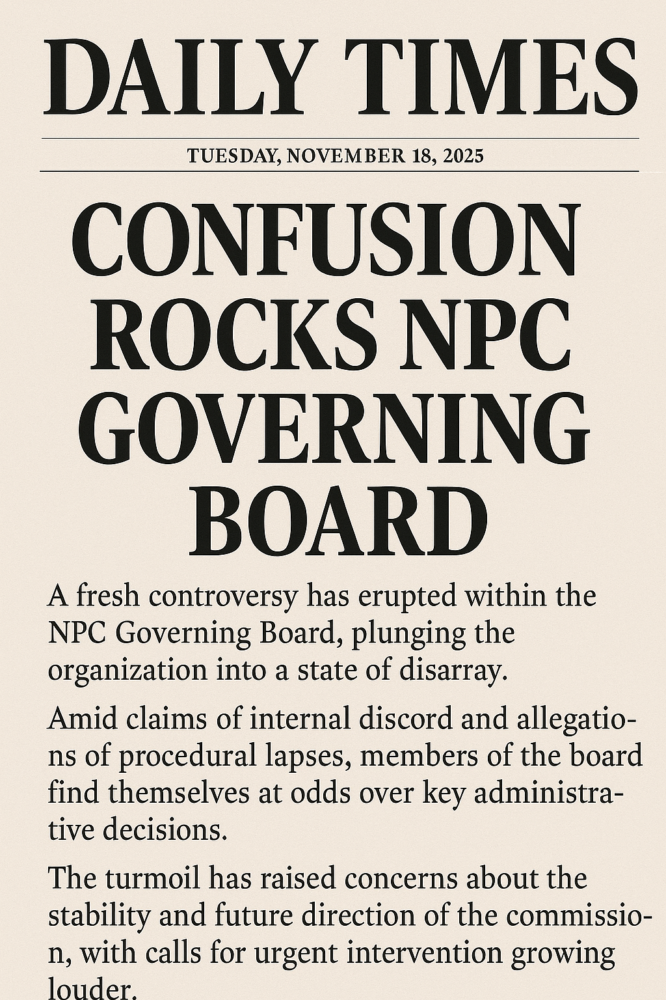 DAILY TIMES
TUESDAY, NOVEMBER 18, 2025
CONFUSION
ROCKS NPC
GOVERNING
BOARD
A fresh controversy has erupted within the
NPC Governing Board, plunging the
organization into a state of disarray.
Amid claims of internal discord and allegatio-
ns of procedural lapses, members of the board
find themselves at odds over key administra-
tive decisions.
The turmoil has raised concerns about the
stability and future direction of the commissio-
n, with calls for urgent intervention growing
louder.